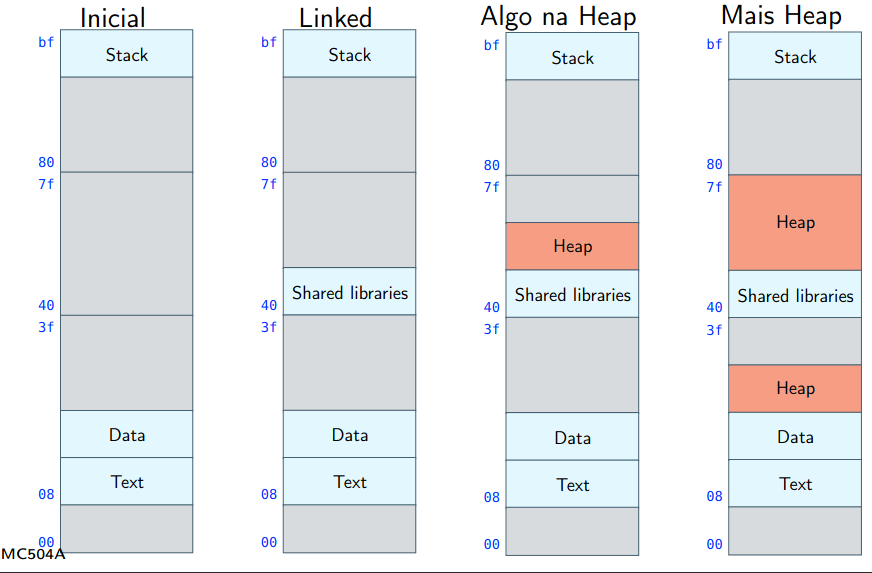 Inicial
bf
Stack
80
7f
40
3f
Data
Text
08
00
Linked
bf
Stack
80
7f
Shared libraries
40
3f
Data
Text
08
00
Algo na Heap
bf
Stack
80
7f
Heap
Shared libraries
40
3f
Data
Text
08
00
Mais Heap
bf
Stack
80
7f
Heap
Shared libraries
40
3f
Heap
Data
Text
08
00
MC504A